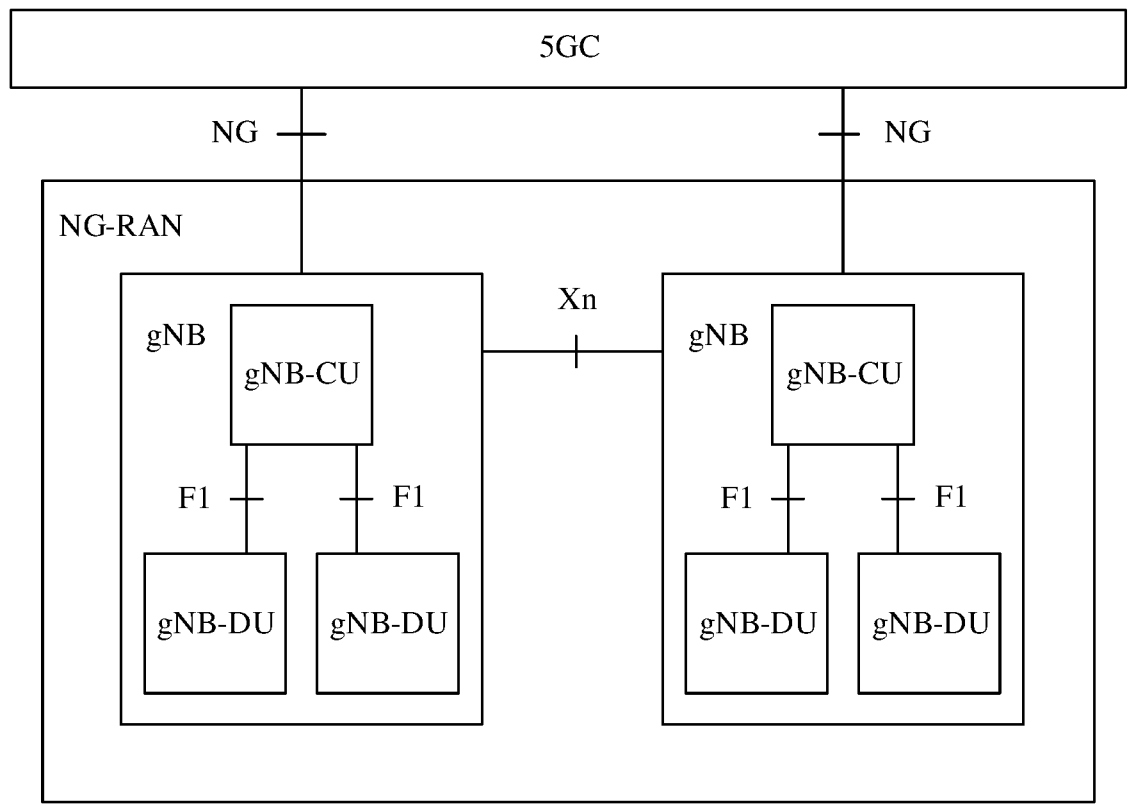 5GC
NG
NG
NG-RAN
Xn
gNB
gNB
gNB-CU
gNB-CU
F1
F1
F1
F1
gNB-DU
gNB-DU
gNB-DU
gNB-DU